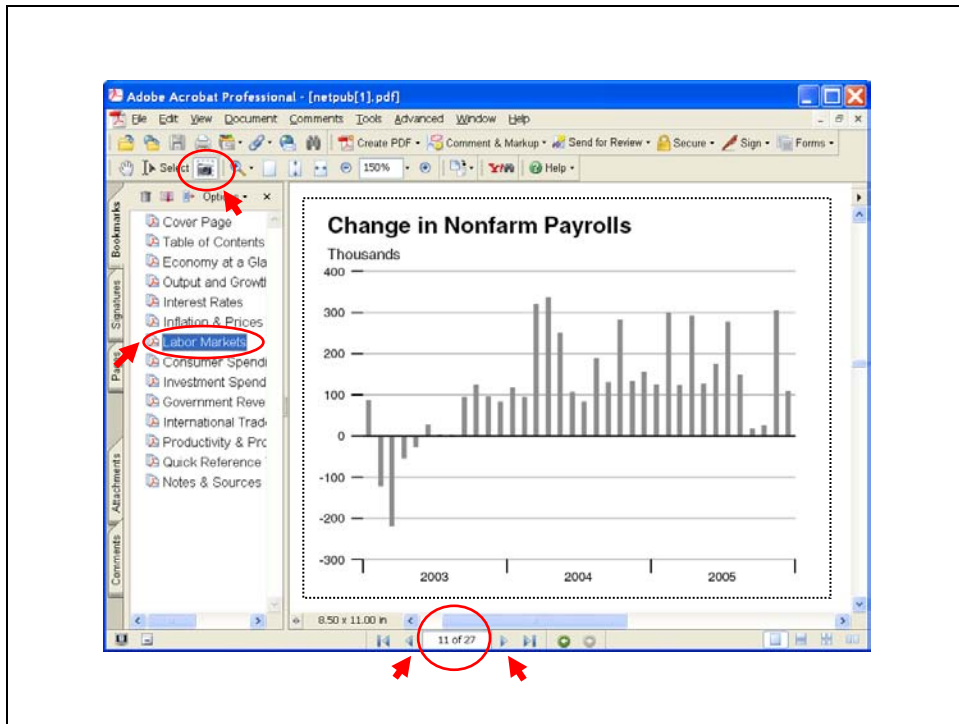 Adobe Acrobat Professional - [netpub[1].pdf]
File Edit View Document Comments Tools Advanced Window Help
Create PDF Comment & Markup Send for Review Secure Sign Forms
Select 150% Help
Options
Bookmarks
Signatures
Pages
Attachments
Comments
Cover Page
Table of Contents
Economy at a Gla
Output and Growtl
Interest Rates
Inflation & Prices
Labor Markets
Consumer Spendi
Investment Spend
Government Reve
International Trad
Productivity & Prc
Quick Reference
Notes & Sources
Change in Nonfarm Payrolls
Thousands
400
300
200
100
0
-100
-200
-300
2003 2004 2005
8.50 x 11.00 in
11 of 27